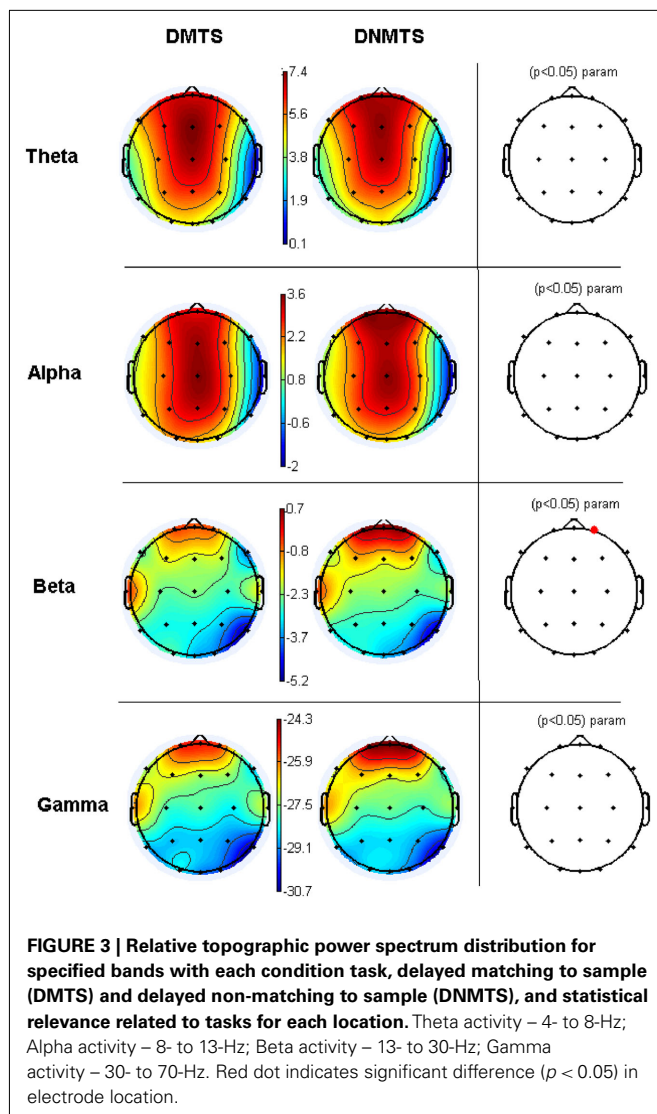 DMTS DNMTS
(p<0.05) param
Theta
7.4
5.6
3.8
1.9
0.1
(p<0.05) param
Alpha
3.6
2.2
0.8
-0.6
-2
(p<0.05) param
Beta
0.7
-0.8
-2.3
-3.7
-5.2
(p<0.05) param
Gamma
-24.3
-25.9
-27.5
-29.1
-30.7
FIGURE 3 | Relative topographic power spectrum distribution for
specified bands with each condition task, delayed matching to sample
(DMTS) and delayed non-matching to sample (DNMTS), and statistical
relevance related to tasks for each location. Theta activity – 4- to 8-Hz;
Alpha activity – 8- to 13-Hz; Beta activity – 13- to 30-Hz; Gamma
activity – 30- to 70-Hz. Red dot indicates significant difference (p < 0.05) in
electrode location.